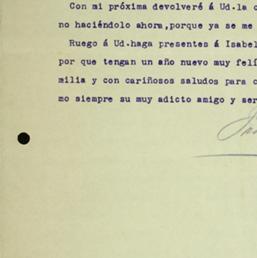 Con mi próxima devolveré á Ud.la
no haciéndolo ahora,porque ya se me
Ruego á Ud.haga presentes á Isabel
por que tengan un año nuevo muy felí
milia y con cariñosos saludos para
mo siempre su muy adicto amigo y ser